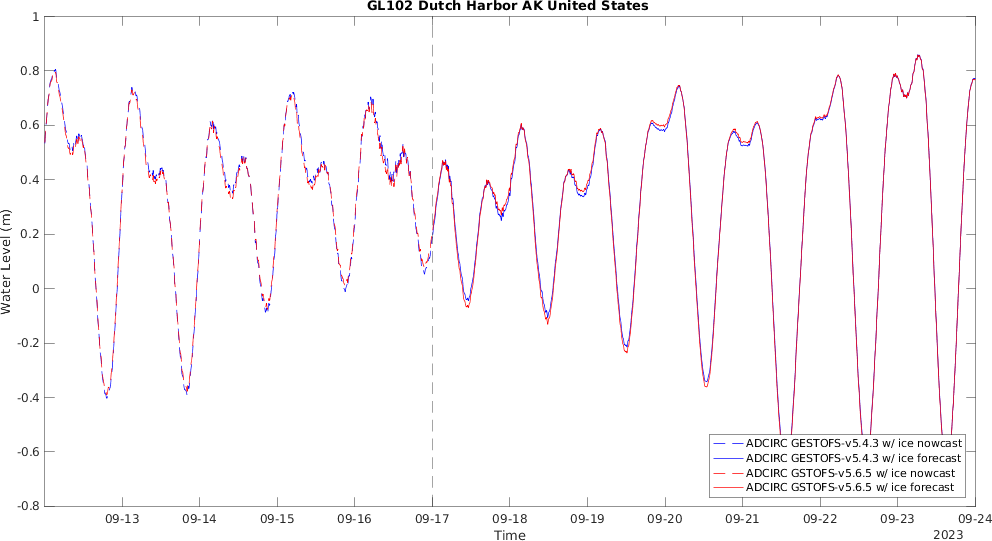 GL102 Dutch Harbor AK United States
1
0.8
0.6
0.4
0.2
0
-0.2
-0.4
-0.6
-0.8
Water Level (m)
ADCIRC GESTOFS-v5.4.3 w/ ice nowcast
ADCIRC GESTOFS-v5.4.3 w/ ice forecast
ADCIRC GSTOFS-v5.6.5 w/ ice nowcast
ADCIRC GSTOFS-v5.6.5 w/ ice forecast
09-13 09-14 09-15 09-16 09-17 09-18 09-19 09-20 09-21 09-22 09-23 09-24
Time
2023